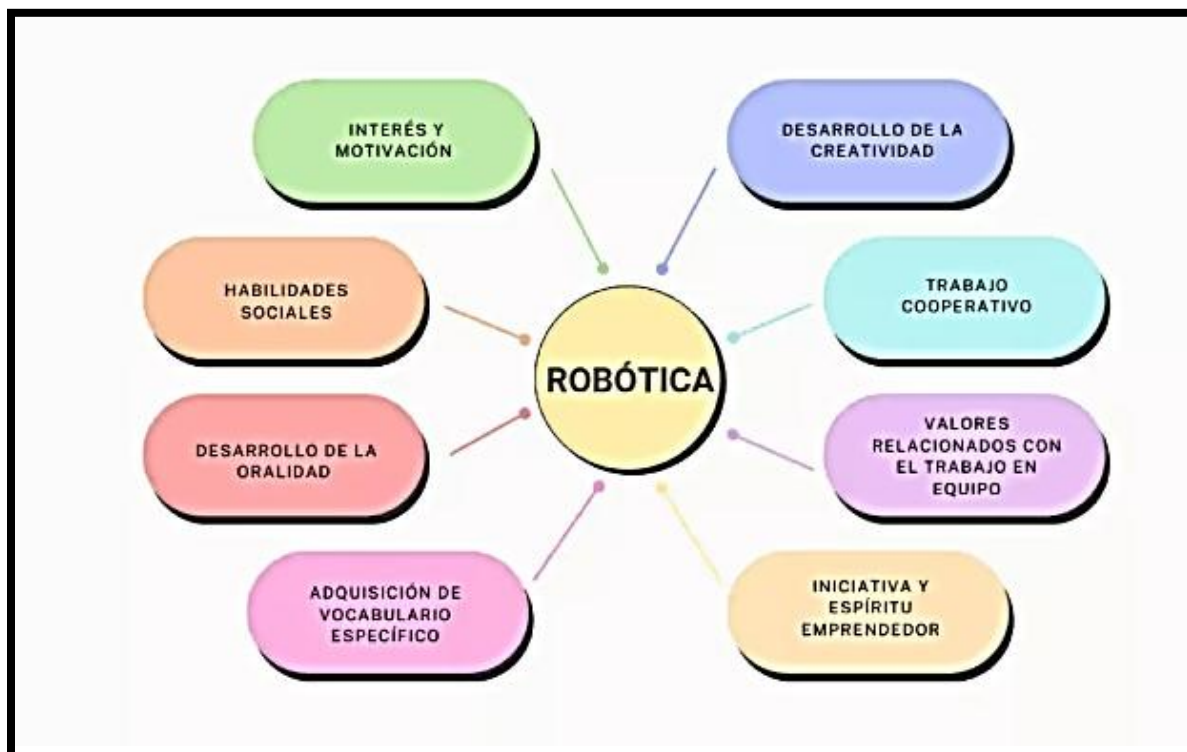 INTERÉS Y
MOTIVACIÓN
DESARROLLO DE LA
CREATIVIDAD
HABILIDADES
SOCIALES
TRABAJO
COOPERATIVO
ROBÓTICA
DESARROLLO DE LA
ORALIDAD
VALORES
RELACIONADOS CON
EL TRABAJO EN
EQUIPO
ADQUISICIÓN DE
VOCABULARIO
ESPECÍFICO
INICIATIVA Y
ESPÍRITU
EMPRENDEDOR